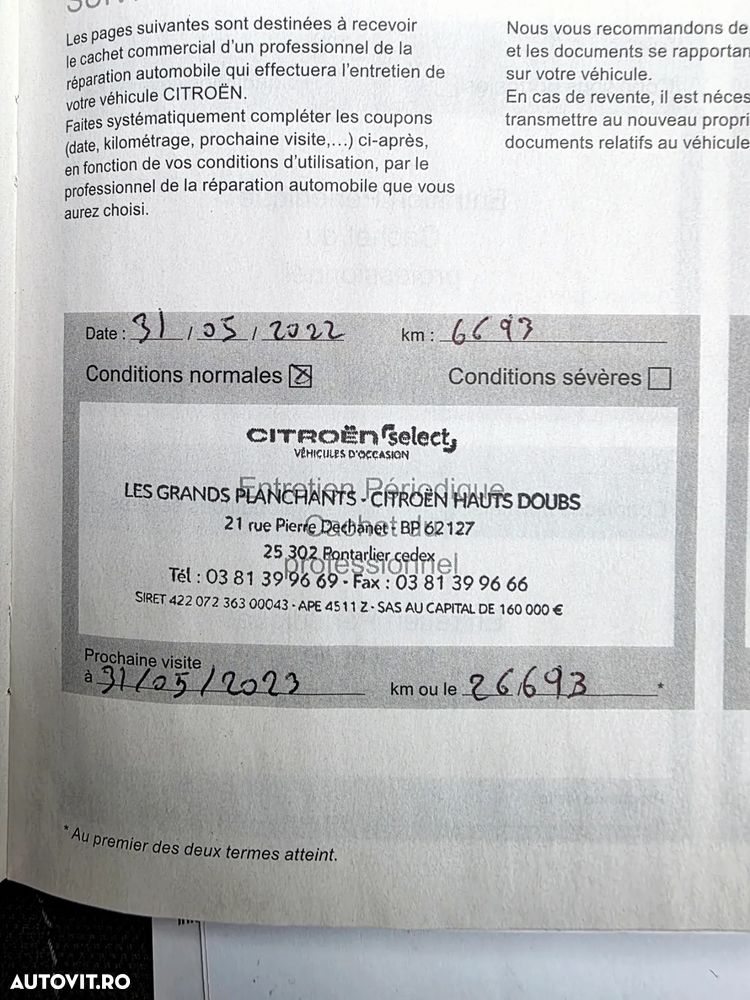 Les pages suivantes sont destinées à recevoir
le cachet commercial d'un professionnel de la
réparation automobile qui effectuera l'entretien de
votre véhicule CITROËN.
Faites systématiquement compléter les coupons
(date, kilométrage, prochaine visite,...) ci-après,
en fonction de vos conditions d'utilisation, par le
professionnel de la réparation automobile que vous
aurez choisi.
Nous vous recommandons de
et les documents se rapportan
sur votre véhicule.
En cas de revente, il est néces
transmettre au nouveau propri
documents relatifs au véhicule
Date : 31 / 05 / 2022 km : 6693
Conditions normales ☒ Conditions sévères ☐
CITROËN select
VÉHICULES D'OCCASION
Entretien Périodique
LES GRANDS PLANCHANTS - CITROËN HAUTS DOUBS
Cachet du
21 rue Pierre Dechanet - BP 62127
25 302 Pontarlier cedex
professionnel
Tél : 03 81 39 96 69 - Fax : 03 81 39 96 66
SIRET 422 072 363 00043 - APE 4511 Z - SAS AU CAPITAL DE 160 000 €
Prochaine visite
à 31/05/2023 km ou le 26693 *
* Au premier des deux termes atteint.
AUTOVIT.RO